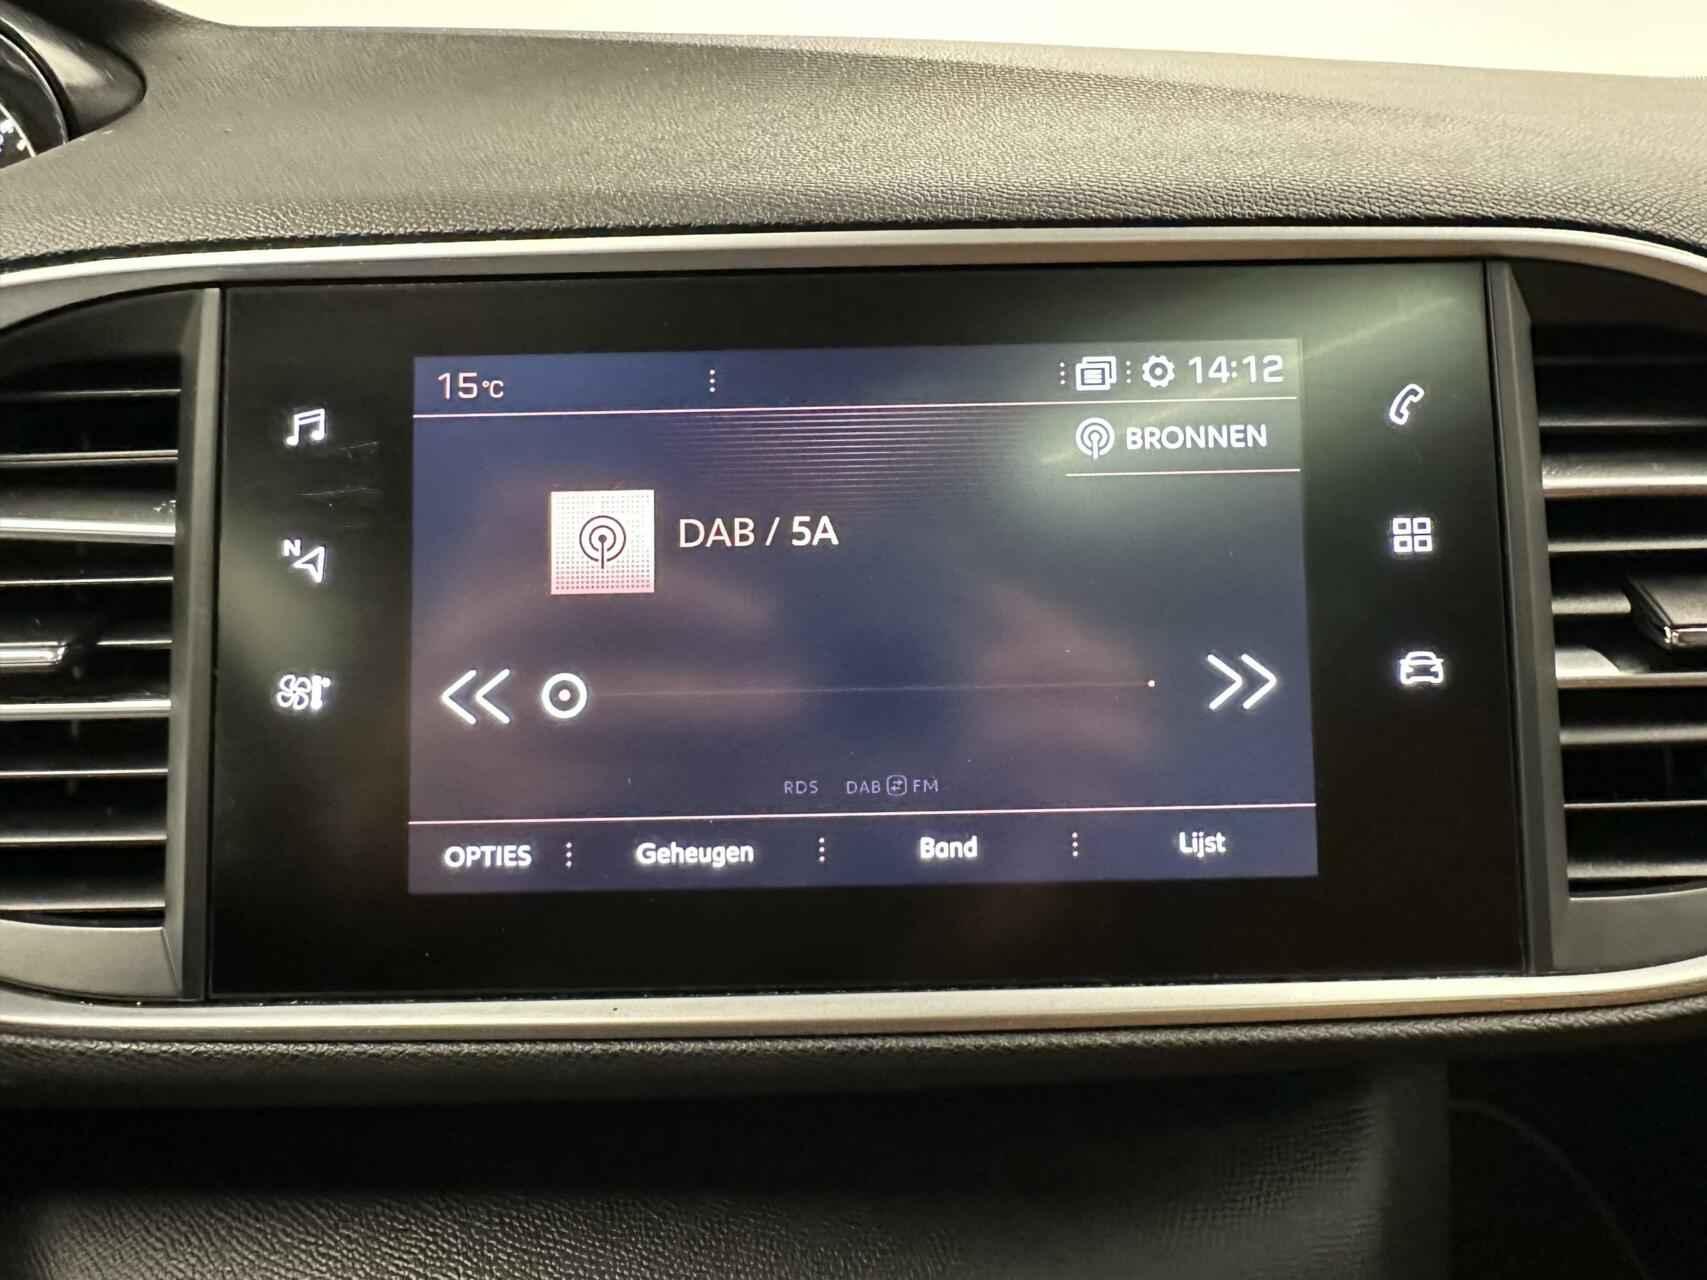 15°C
14:12
BRONNEN
DAB / 5A
N
RDS DAB FM
OPTIES Geheugen Band Lijst